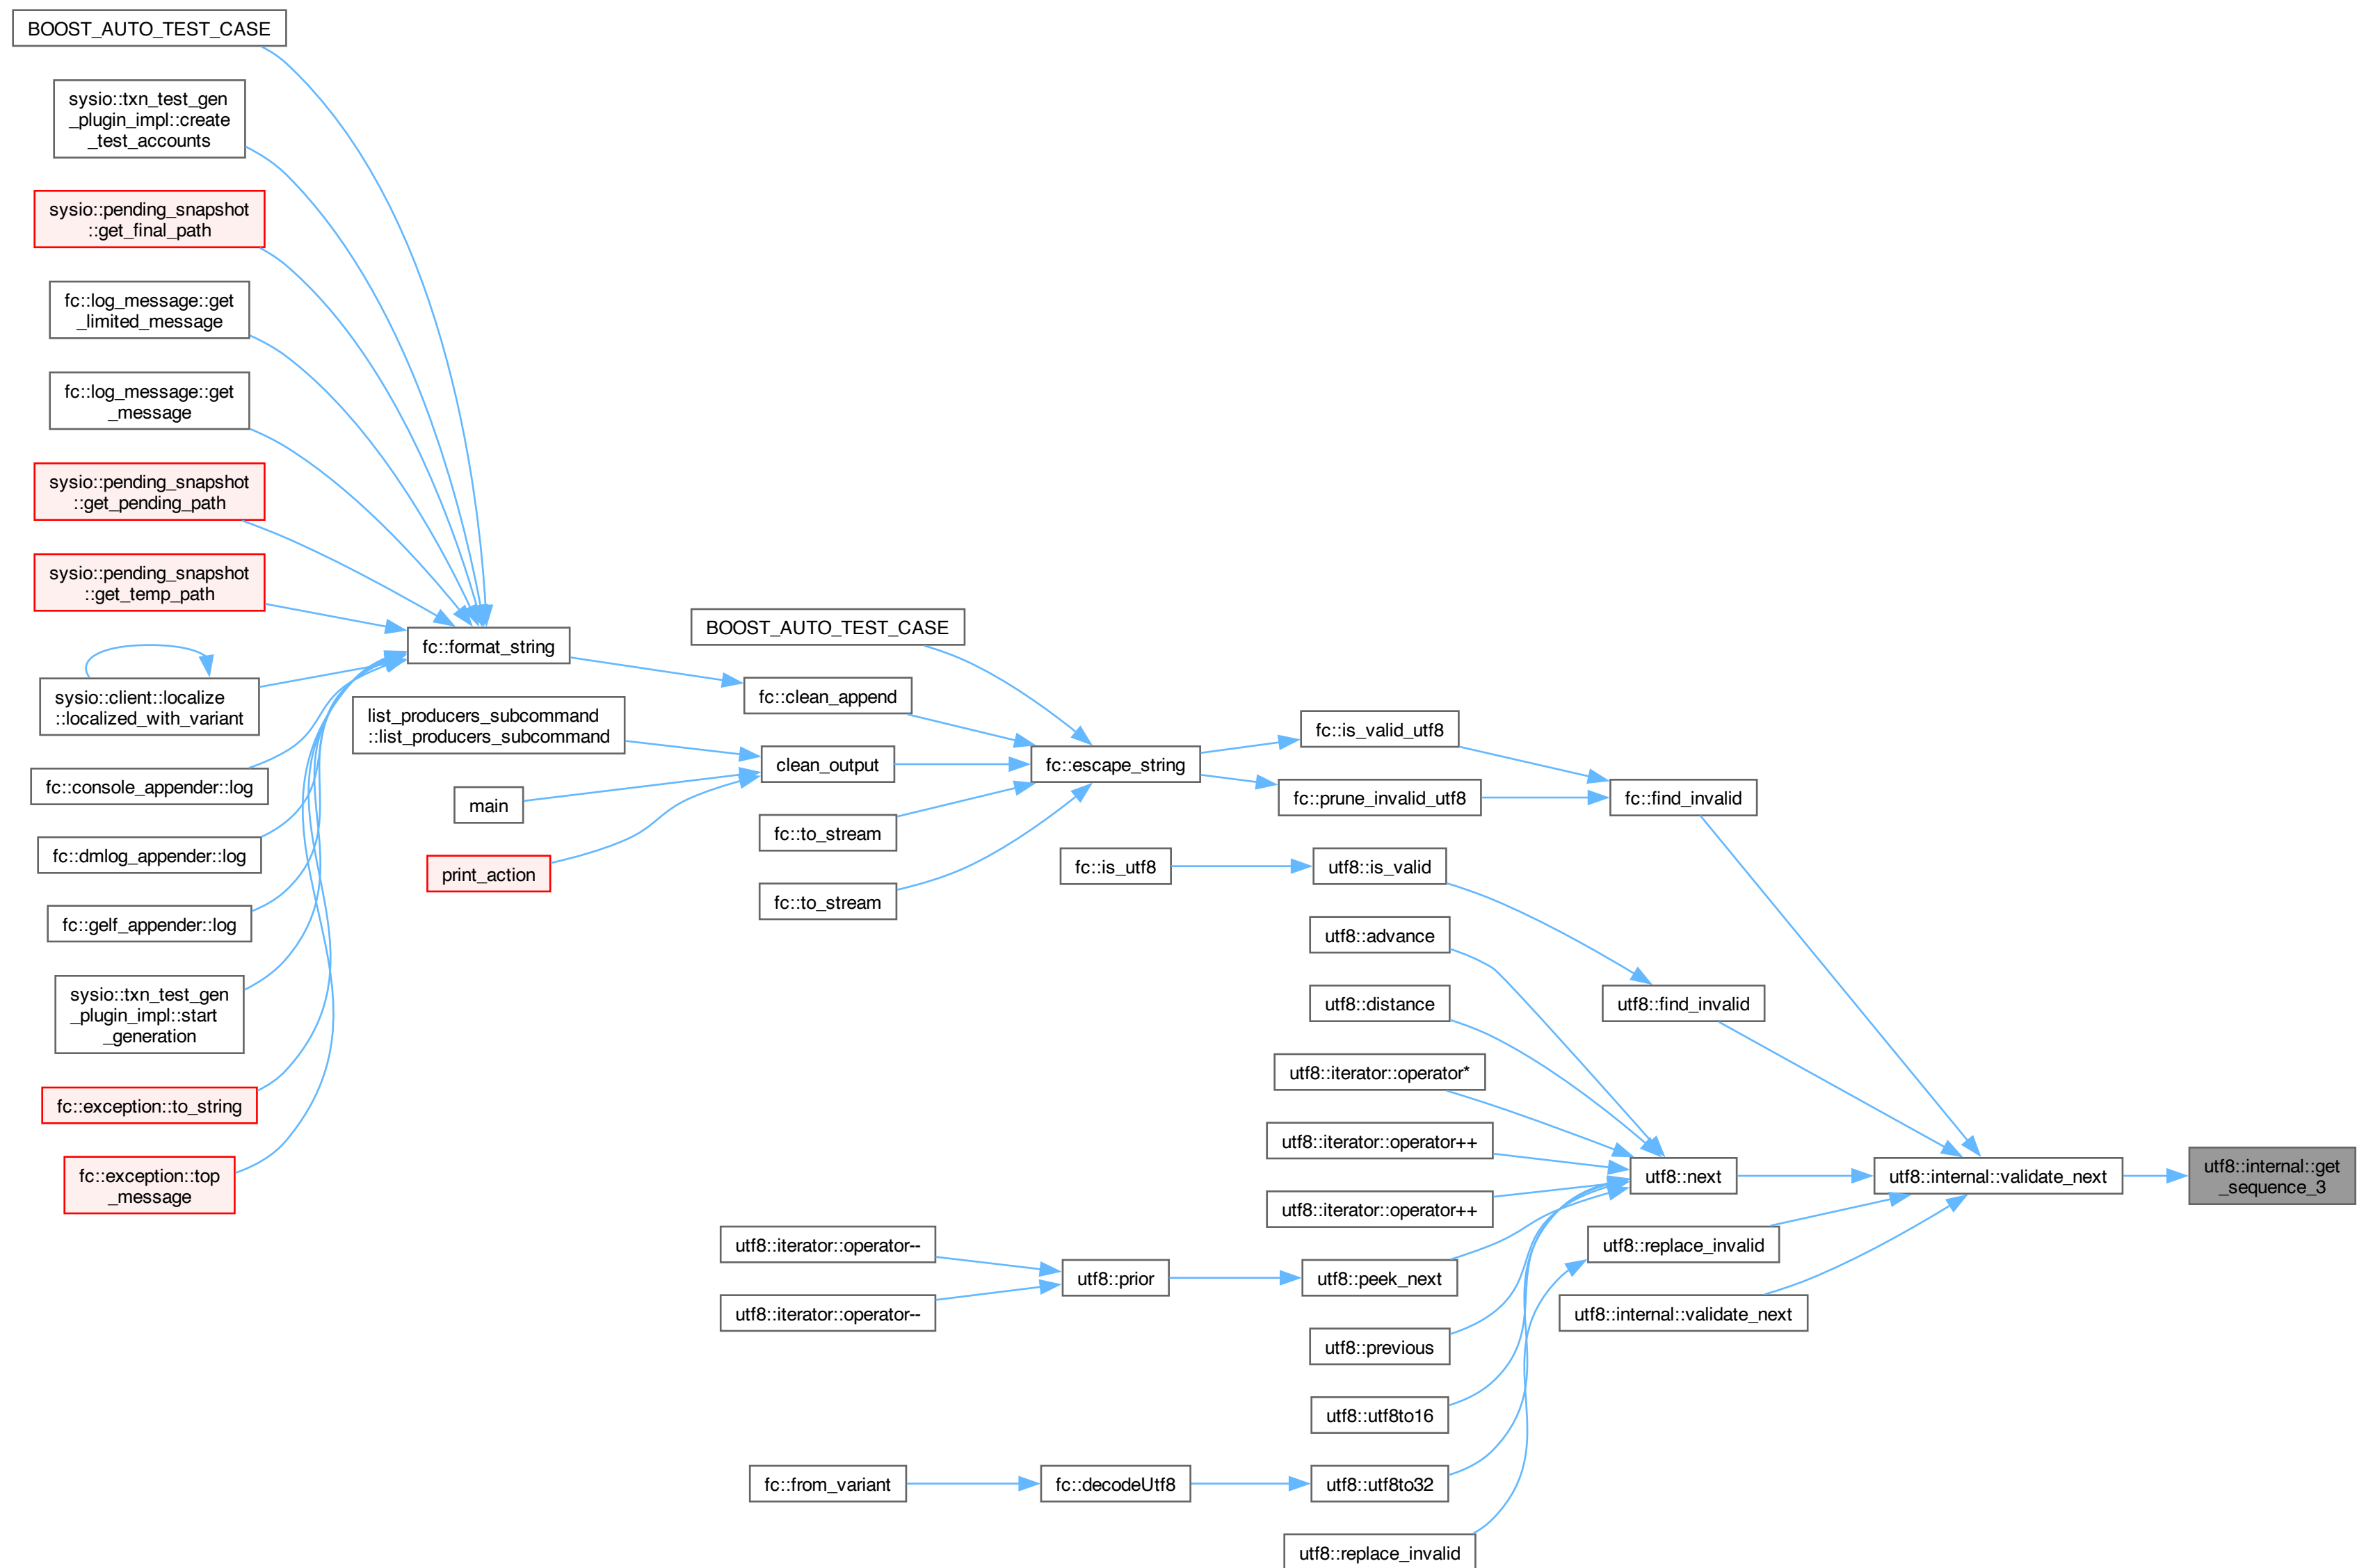 BOOST_AUTO_TEST_CASE
sysio::txn_test_gen
_plugin_impl::create
_test_accounts
sysio::pending_snapshot
::get_final_path
fc::log_message::get
_limited_message
fc::log_message::get
_message
sysio::pending_snapshot
::get_pending_path
sysio::pending_snapshot
::get_temp_path
sysio::client::localize
::localized_with_variant
fc::console_appender::log
fc::dmlog_appender::log
fc::gelf_appender::log
sysio::txn_test_gen
_plugin_impl::start
_generation
fc::exception::to_string
fc::exception::top
_message
fc::format_string
list_producers_subcommand
::list_producers_subcommand
main
print_action
BOOST_AUTO_TEST_CASE
fc::clean_append
clean_output
fc::to_stream
fc::to_stream
utf8::iterator::operator--
utf8::iterator::operator--
fc::from_variant
fc::escape_string
fc::is_utf8
utf8::prior
fc::decodeUtf8
fc::is_valid_utf8
fc::prune_invalid_utf8
utf8::is_valid
utf8::advance
utf8::distance
utf8::iterator::operator*
utf8::iterator::operator++
utf8::iterator::operator++
utf8::peek_next
utf8::previous
utf8::utf8to16
utf8::utf8to32
utf8::replace_invalid
fc::find_invalid
utf8::find_invalid
utf8::next
utf8::replace_invalid
utf8::internal::validate_next
utf8::internal::validate_next
utf8::internal::get
_sequence_3